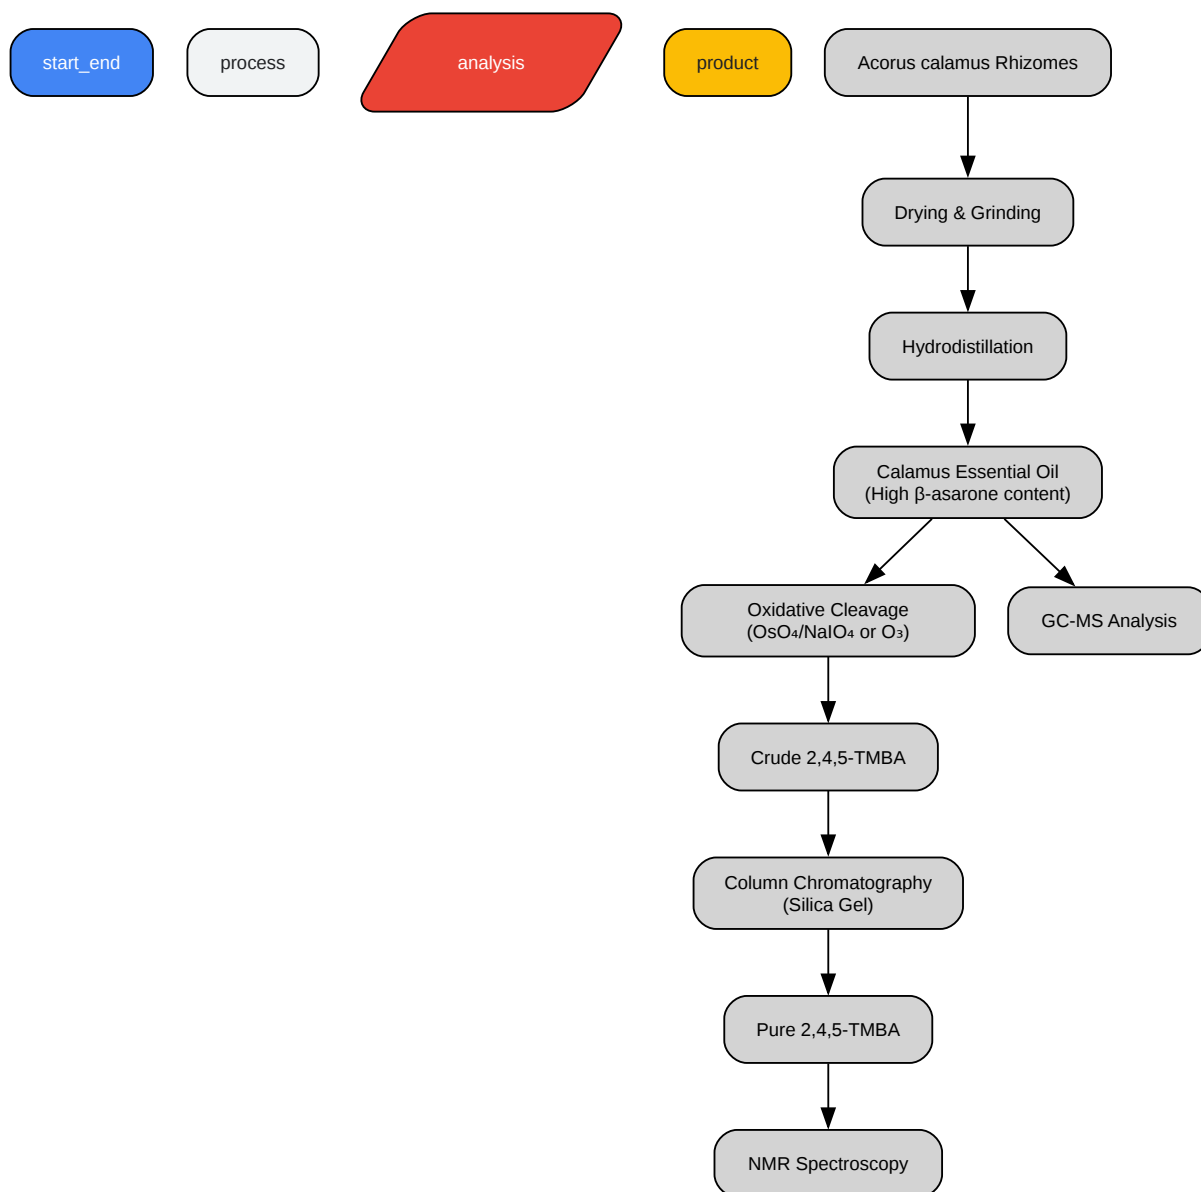 start_end
process
analysis
product
Acorus calamus Rhizomes
Drying & Grinding
Hydrodistillation
Calamus Essential Oil
(High β-asarone content)
Oxidative Cleavage
(OsO₄/NaIO₄ or O₃)
GC-MS Analysis
Crude 2,4,5-TMBA
Column Chromatography
(Silica Gel)
Pure 2,4,5-TMBA
NMR Spectroscopy